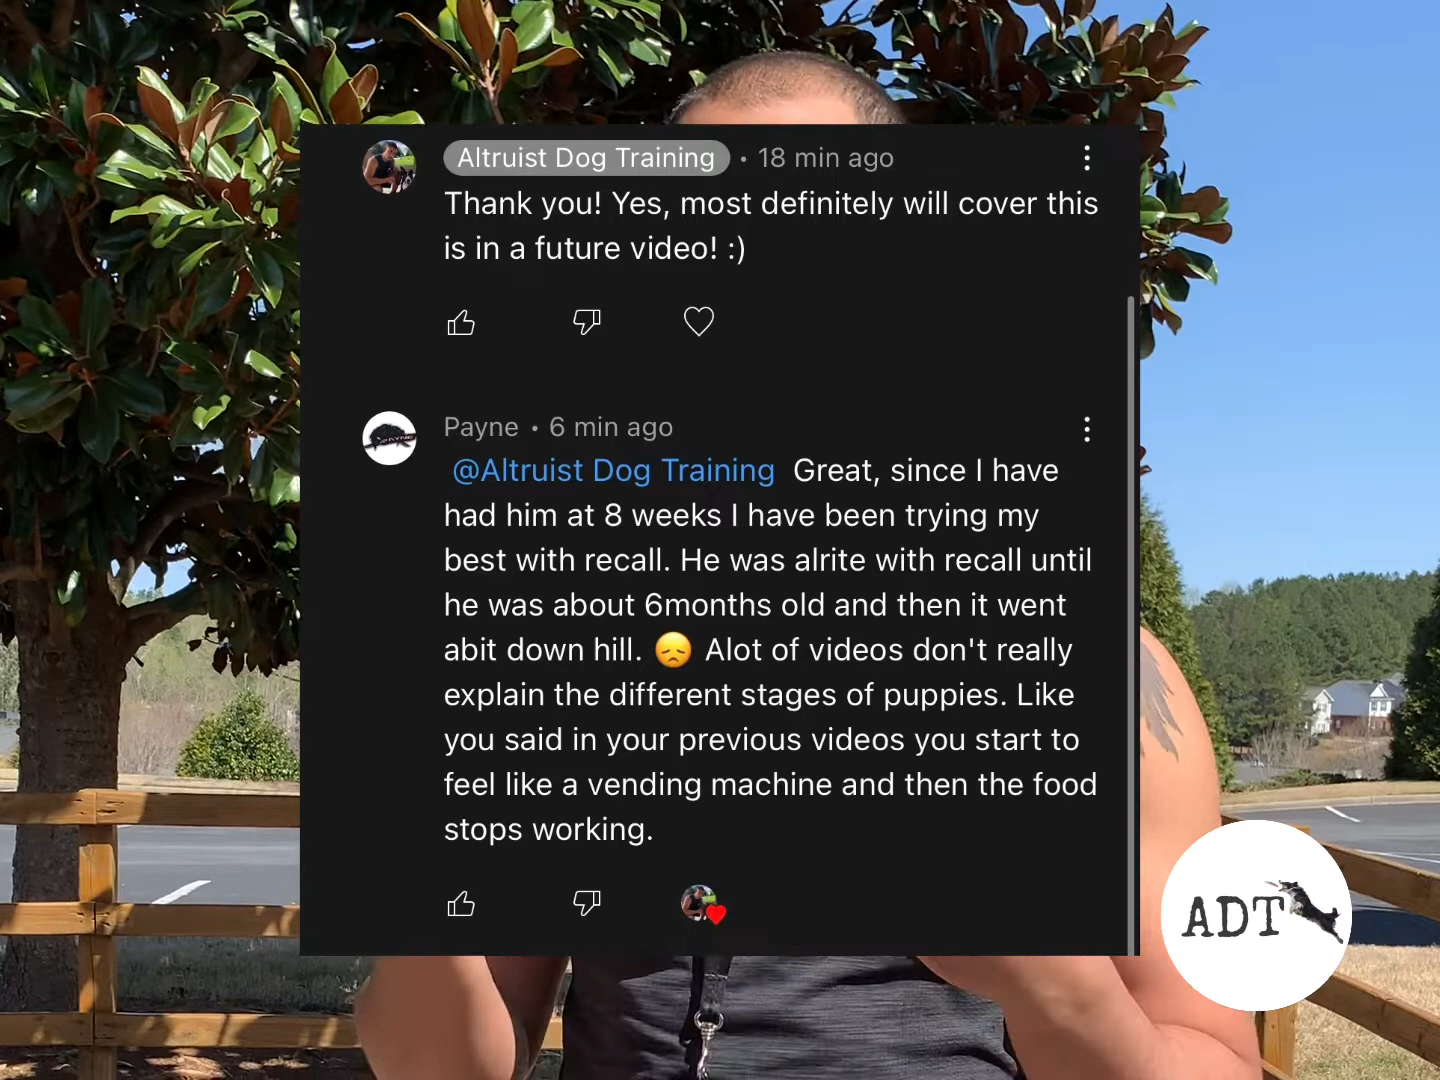 Altruist Dog Training • 18 min ago
Thank you! Yes, most definitely will cover this
is in a future video! :)
Payne • 6 min ago
@Altruist Dog Training Great, since I have
had him at 8 weeks I have been trying my
best with recall. He was alrite with recall until
he was about 6months old and then it went
abit down hill. 😞 Alot of videos don't really
explain the different stages of puppies. Like
you said in your previous videos you start to
feel like a vending machine and then the food
stops working.
PAYNE
ADT